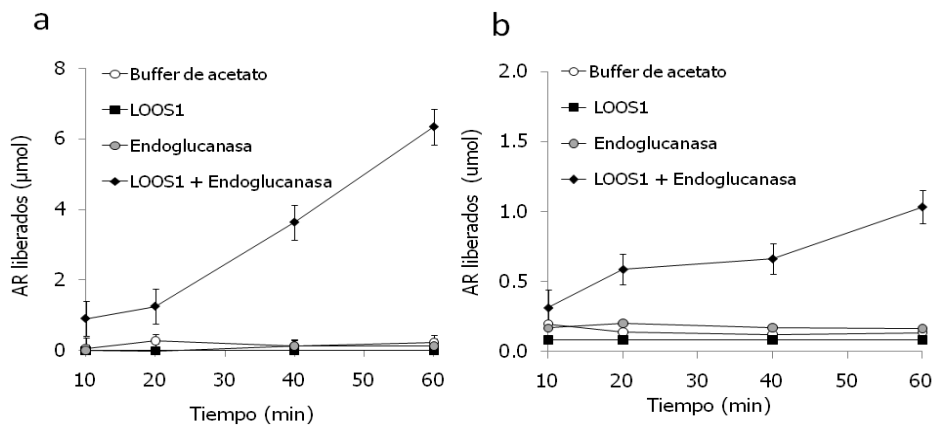 a
8
6
4
2
0
AR liberados (μmol)
Buffer de acetato
LOOS1
Endoglucanasa
LOOS1 + Endoglucanasa
10 20 30 40 50 60
Tiempo (min)
b
2.0
1.5
1.0
0.5
0.0
AR liberados (umol)
Buffer de acetato
LOOS1
Endoglucanasa
LOOS1 + Endoglucanasa
10 20 30 40 50 60
Tiempo (min)